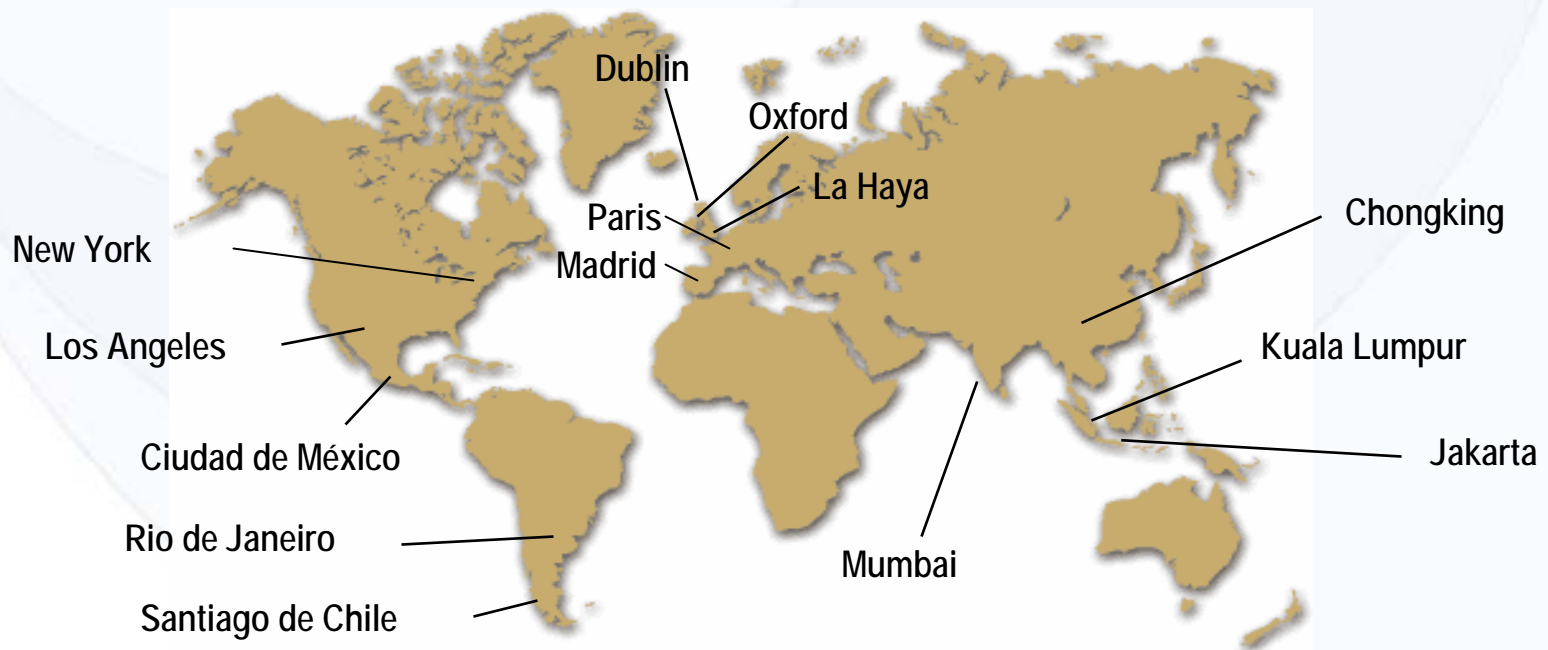 Dublin
Oxford
La Haya
Paris
Chongking
New York
Madrid
Los Angeles
Kuala Lumpur
Ciudad de México
Jakarta
Rio de Janeiro
Mumbai
Santiago de Chile